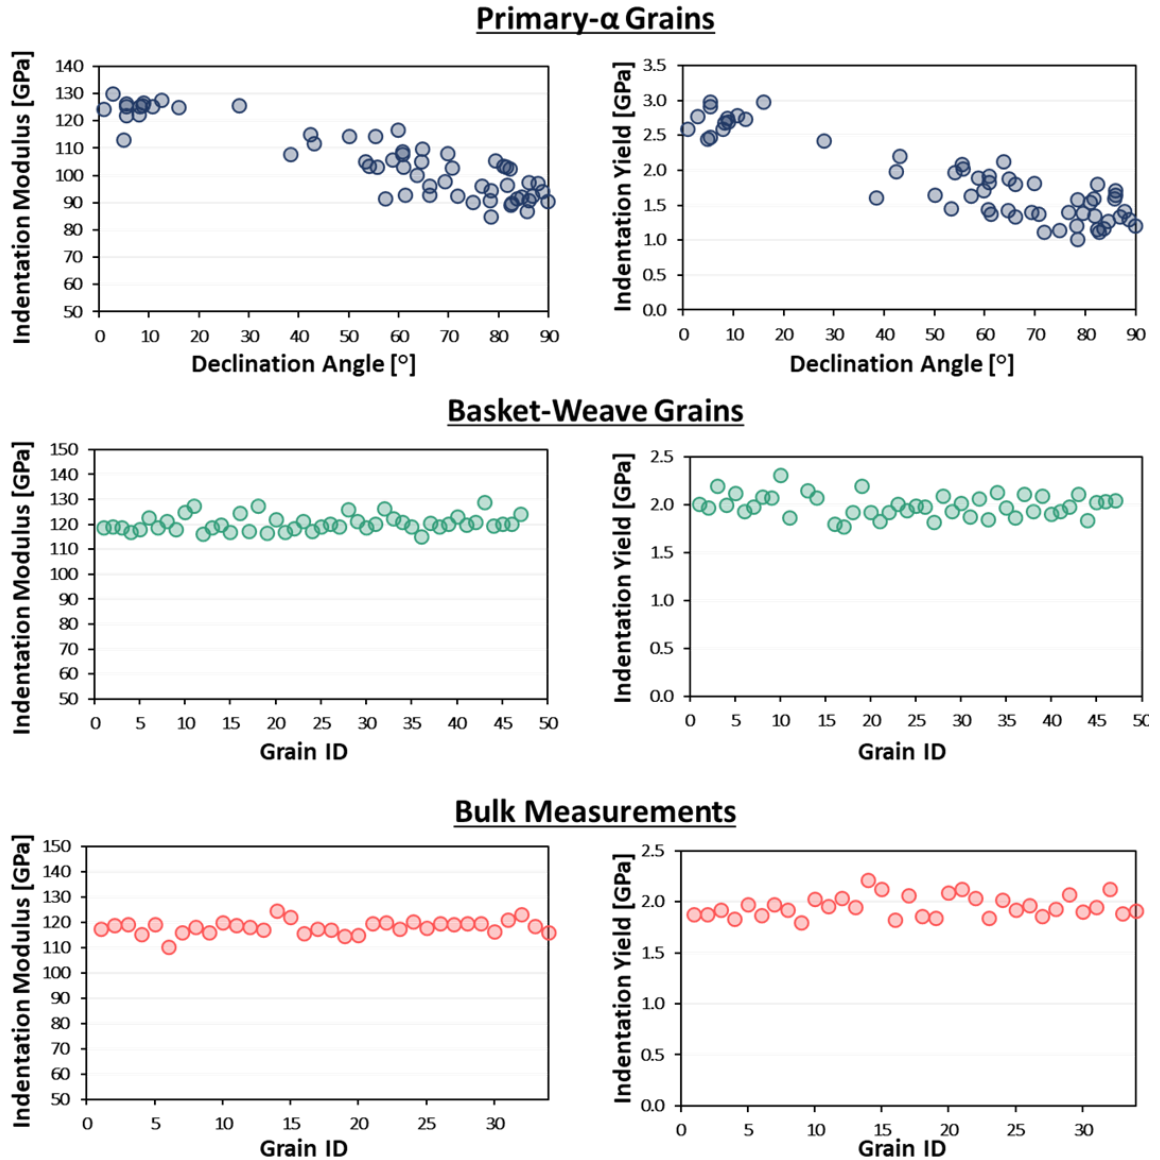 Primary-α Grains
Indentation Modulus [GPa]
140
130
120
110
100
90
80
70
60
50
0 10 20 30 40 50 60 70 80 90
Declination Angle [°]
Indentation Yield [GPa]
3.5
3.0
2.5
2.0
1.5
1.0
0.5
0.0
0 10 20 30 40 50 60 70 80 90
Declination Angle [°]
Basket-Weave Grains
Indentation Modulus [GPa]
150
140
130
120
110
100
90
80
70
60
50
0 5 10 15 20 25 30 35 40 45 50
Grain ID
Indentation Yield [GPa]
2.5
2.0
1.5
1.0
0.5
0.0
0 5 10 15 20 25 30 35 40 45 50
Grain ID
Bulk Measurements
Indentation Modulus [GPa]
150
140
130
120
110
100
90
80
70
60
50
0 5 10 15 20 25 30
Grain ID
Indentation Yield [GPa]
2.5
2.0
1.5
1.0
0.5
0.0
0 5 10 15 20 25 30
Grain ID